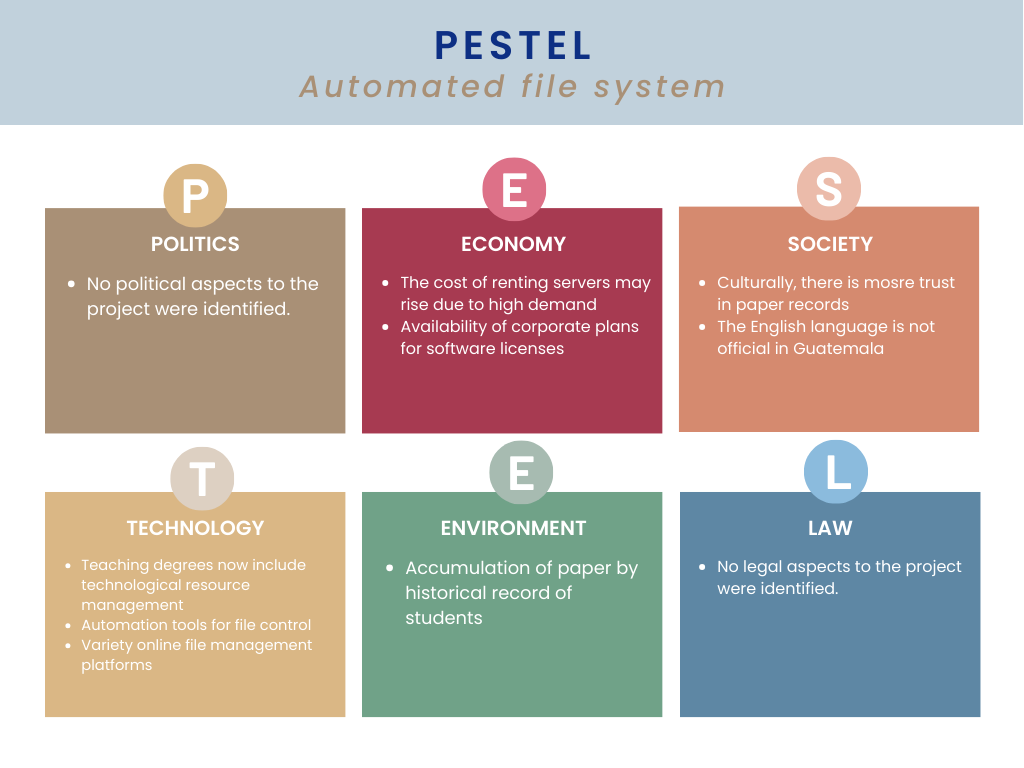 PESTEL
Automated file system
P
POLITICS
• No political aspects to the
project were identified.
E
ECONOMY
• The cost of renting servers may
rise due to high demand
• Availability of corporate plans
for software licenses
S
SOCIETY
• Culturally, there is mosre trust
in paper records
• The English language is not
official in Guatemala
T
TECHNOLOGY
• Teaching degrees now include
technological resource
management
• Automation tools for file control
• Variety online file management
platforms
E
ENVIRONMENT
• Accumulation of paper by
historical record of
students
L
LAW
• No legal aspects to the project
were identified.